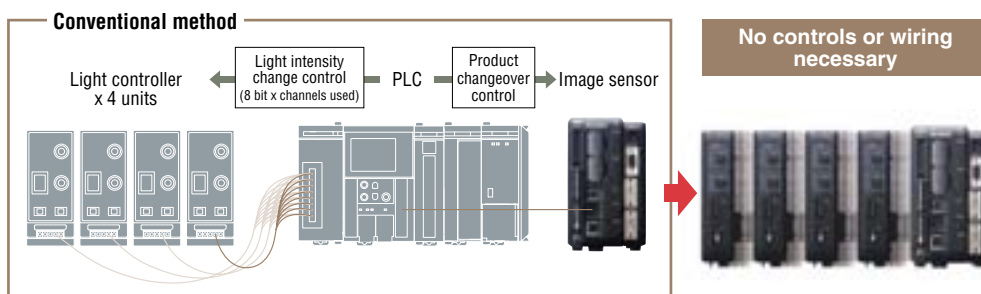 Conventional method
Light controller
x 4 units
Light intensity
change control
(8 bit x channels used)
PLC
Product
changeover
control
Image sensor
No controls or wiring
necessary